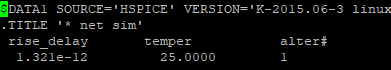 $DATA1 SOURCE='HSPICE' VERSION='K-2015.06-3 linux
.TITLE '* net sim'
rise_delay temper alter#
1.321e-12 25.0000 1